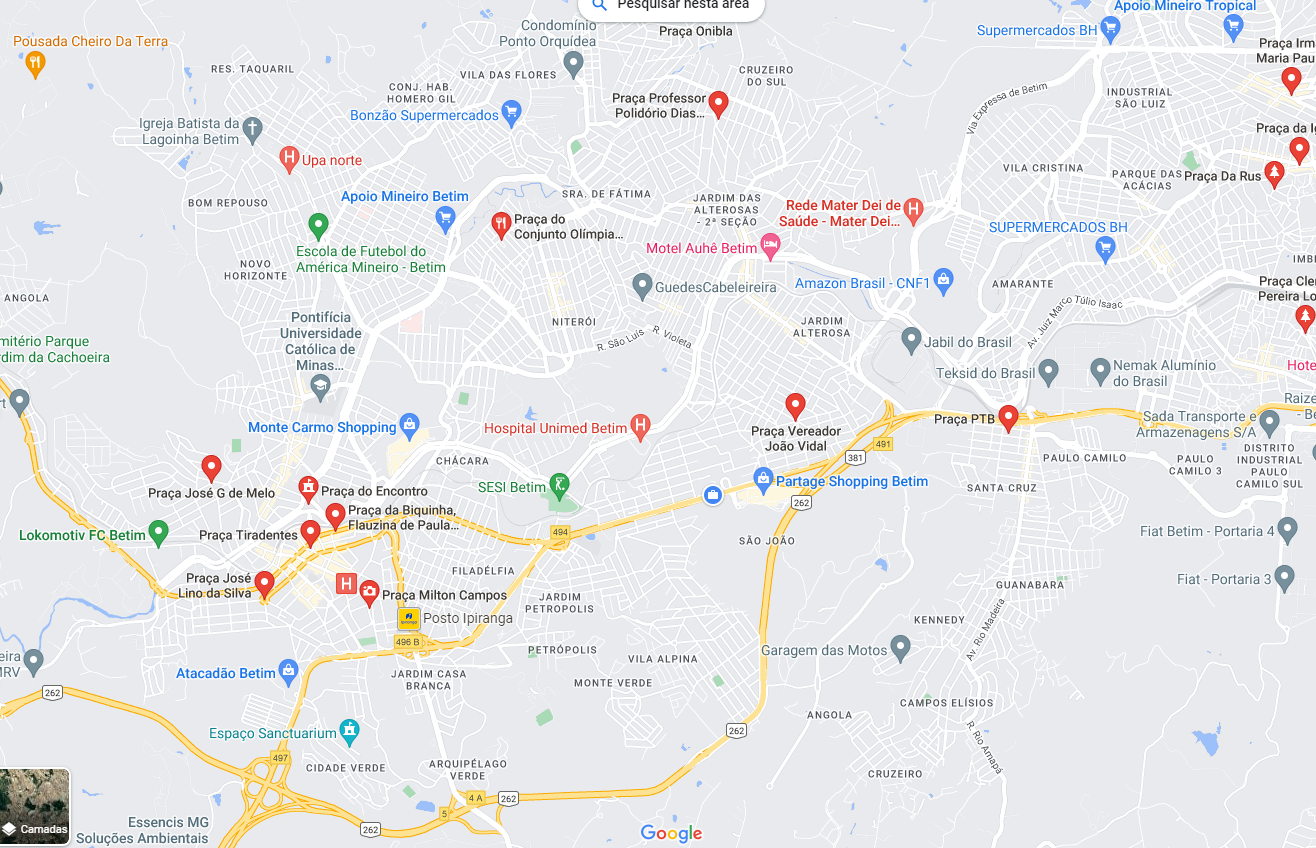 Pesquisar nesta área
Apoio Mineiro Tropical
Condomínio
Ponto Orquídea
Praça Onibla
Supermercados BH
Pousada Cheiro Da Terra
Praça Irm
Maria Pau
RES. TAQUARIL
VILA DAS FLORES
CRUZEIRO
DO SUL
CONJ. HAB.
HOMERO GIL
Via Expressa de Betim
INDUSTRIAL
SÃO LUIZ
Praça Professor
Polidório Dias...
Bonzão Supermercados
Igreja Batista da
Lagoinha Betim
Praça da Ig
Upa norte
VILA CRISTINA
PARQUE DAS
ACÁCIAS
Praça Da Rus
BOM REPOUSO
Apoio Mineiro Betim
SRA. DE FÁTIMA
JARDIM DAS
ALTEROSAS
- 2ª SEÇÃO
Rede Mater Dei de
Saúde - Mater Dei...
Praça do
Conjunto Olímpia...
SUPERMERCADOS BH
Motel Auhê Betim
Escola de Futebol do
América Mineiro - Betim
NOVO
HORIZONTE
IMBI
GuedesCabeleireira
Amazon Brasil - CNF1
AMARANTE
Praça Cler
Pereira Lo
ANGOLA
Av. Juiz Marco Túlio Isaac
Pontifícia
Universidade
Católica de
Minas...
NITERÓI
R. São Luís
R. Violeta
JARDIM
ALTEROSA
mitério Parque
rdim da Cachoeira
Jabil do Brasil
Teksid do Brasil
Nemak Alumínio
do Brasil
Hote
rt
Raize
- Be
Monte Carmo Shopping
Hospital Unimed Betim
Praça Vereador
João Vidal
Praça PTB
Sada Transporte e
Armazenagens S/A
491
381
CHÁCARA
PAULO CAMILO
PAULO
CAMILO 3
DISTRITO
INDUSTRIAL
PAULO
CAMILO SUL
Praça José G de Melo
Praça do Encontro
SESI Betim
Partage Shopping Betim
SANTA CRUZ
262
Praça da Biquinha,
Flauzina de Paula...
Lokomotiv FC Betim
Praça Tiradentes
494
SÃO JOÃO
Fiat Betim - Portaria 4
FILADÉLFIA
Fiat - Portaria 3
Praça José
Lino da Silva
Praça Milton Campos
GUANABARA
JARDIM
PETROPOLIS
Posto Ipiranga
KENNEDY
Av. Rio Madeira
496 B
PETRÓPOLIS
Garagem das Motos
eira
MRV
Atacadão Betim
VILA ALPINA
JARDIM CASA
BRANCA
MONTE VERDE
262
CAMPOS ELÍSIOS
ANGOLA
262
Espaço Sanctuarium
R. Rio Amapá
497
CIDADE VERDE
ARQUIPÉLAGO
VERDE
CRUZEIRO
4 A
262
5
Camadas
Essencis MG
Soluções Ambientais
262
Google